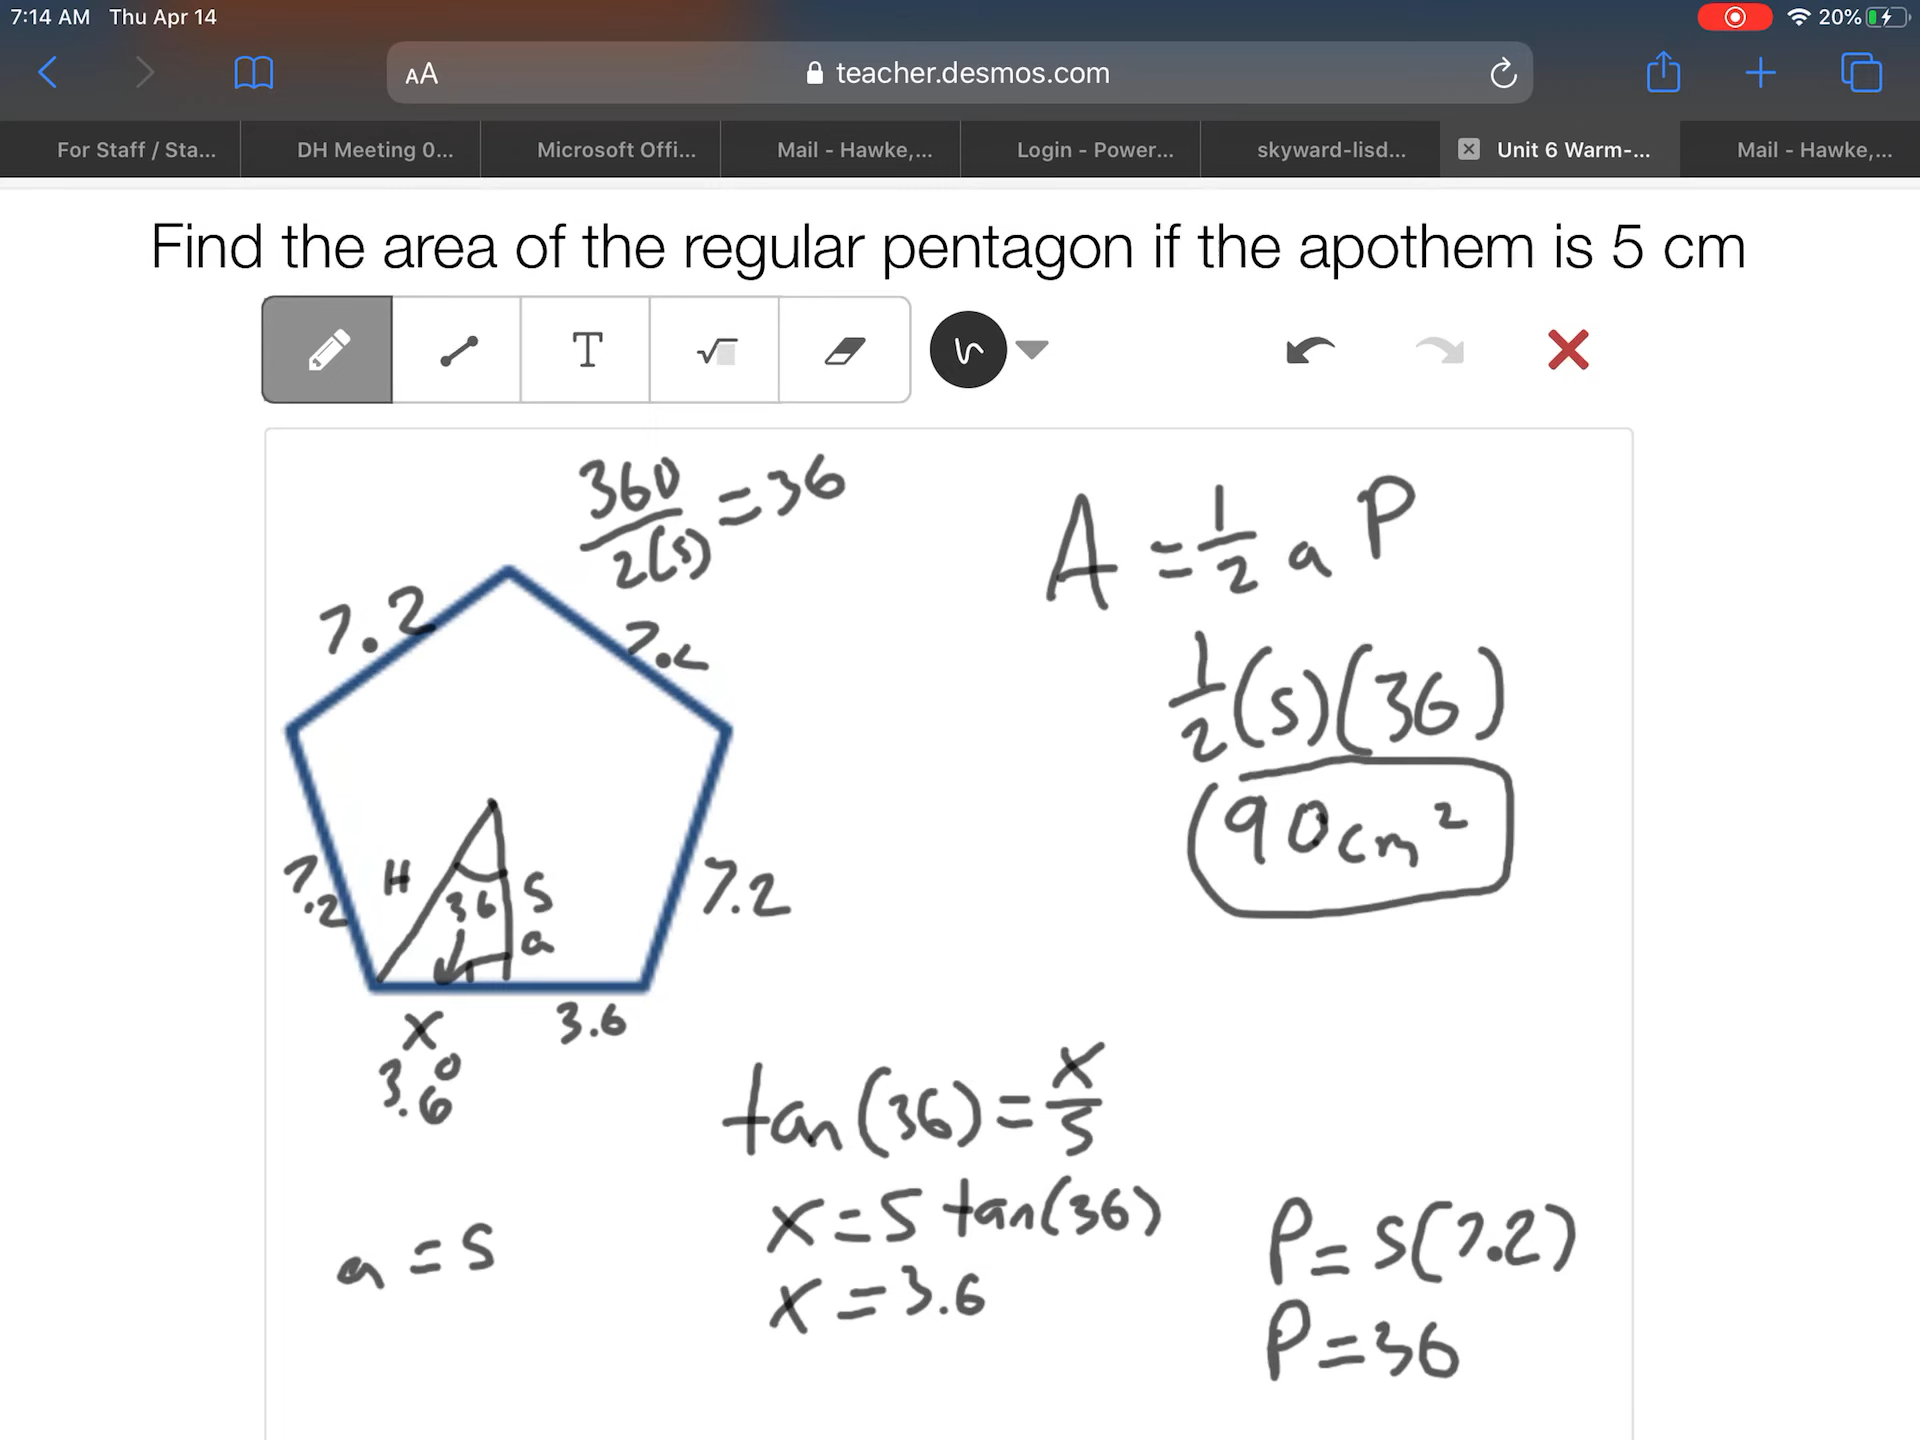 7:14 AM Thu Apr 14
20%
AA
teacher.desmos.com
For Staff / Sta...
DH Meeting 0...
Microsoft Offi...
Mail - Hawke,...
Login - Power...
skyward-lisd...
Unit 6 Warm-...
Mail - Hawke,...
Find the area of the regular pentagon if the apothem is 5 cm
T
√
360/2(5) = 36
A = 1/2 a P
7.2
7.2
1/2 (5)(36)
90cm²
7.2
H
36
5
a
7.2
x
3.6
3.6
tan(36) = x/5
x = 5 tan(36)
x = 3.6
a = 5
P = 5(7.2)
P = 36